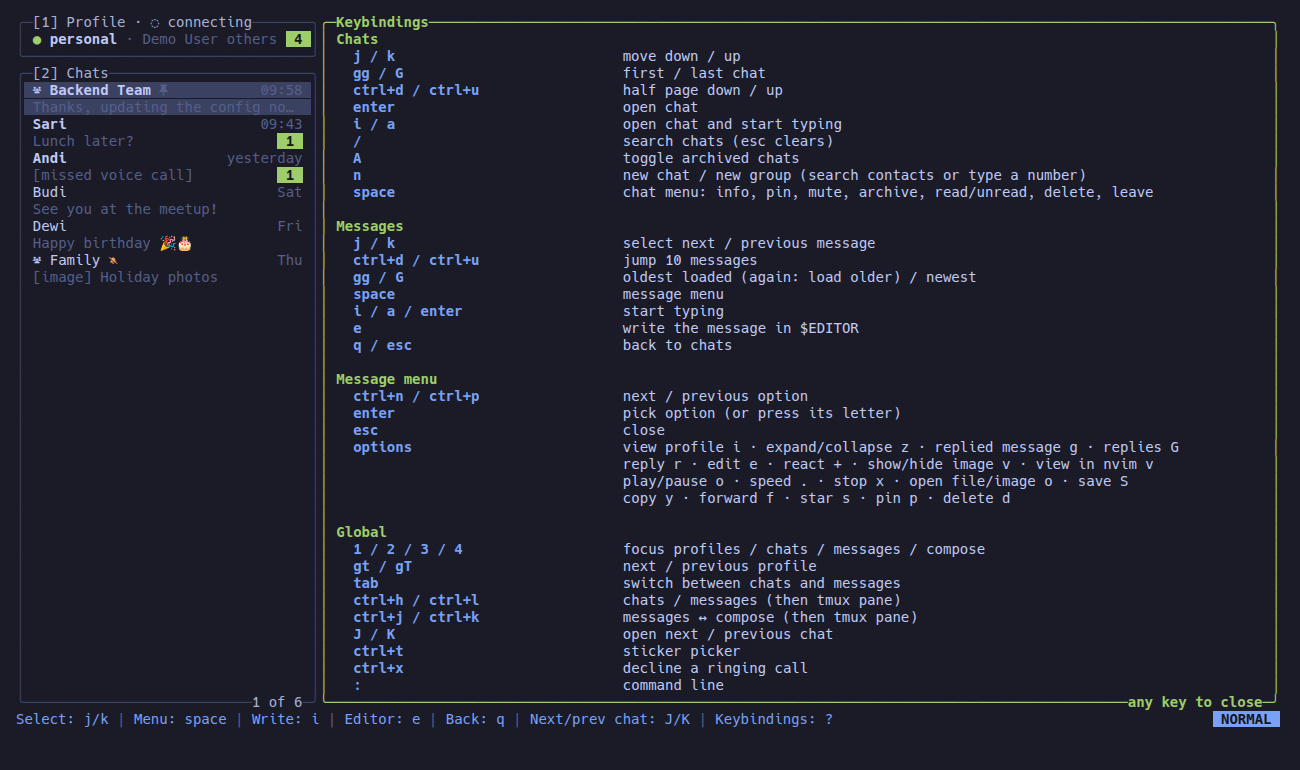 [1] Profile · ◌ connecting
● personal · Demo User others 4
[2] Chats
Backend Team 09:58
Thanks, updating the config no…
Sari 09:43
Lunch later? 1
Andi yesterday
[missed voice call] 1
Budi Sat
See you at the meetup!
Dewi Fri
Happy birthday 🎉🎂
Family Thu
[image] Holiday photos
1 of 6
Keybindings
Chats
j / k move down / up
gg / G first / last chat
ctrl+d / ctrl+u half page down / up
enter open chat
i / a open chat and start typing
/ search chats (esc clears)
A toggle archived chats
n new chat / new group (search contacts or type a number)
space chat menu: info, pin, mute, archive, read/unread, delete, leave
Messages
j / k select next / previous message
ctrl+d / ctrl+u jump 10 messages
gg / G oldest loaded (again: load older) / newest
space message menu
i / a / enter start typing
e write the message in $EDITOR
q / esc back to chats
Message menu
ctrl+n / ctrl+p next / previous option
enter pick option (or press its letter)
esc close
options view profile i · expand/collapse z · replied message g · replies G
reply r · edit e · react + · show/hide image v · view in nvim v
play/pause o · speed . · stop x · open file/image o · save S
copy y · forward f · star s · pin p · delete d
Global
1 / 2 / 3 / 4 focus profiles / chats / messages / compose
gt / gT next / previous profile
tab switch between chats and messages
ctrl+h / ctrl+l chats / messages (then tmux pane)
ctrl+j / ctrl+k messages ↔ compose (then tmux pane)
J / K open next / previous chat
ctrl+t sticker picker
ctrl+x decline a ringing call
: command line
any key to close
Select: j/k | Menu: space | Write: i | Editor: e | Back: q | Next/prev chat: J/K | Keybindings: ? NORMAL